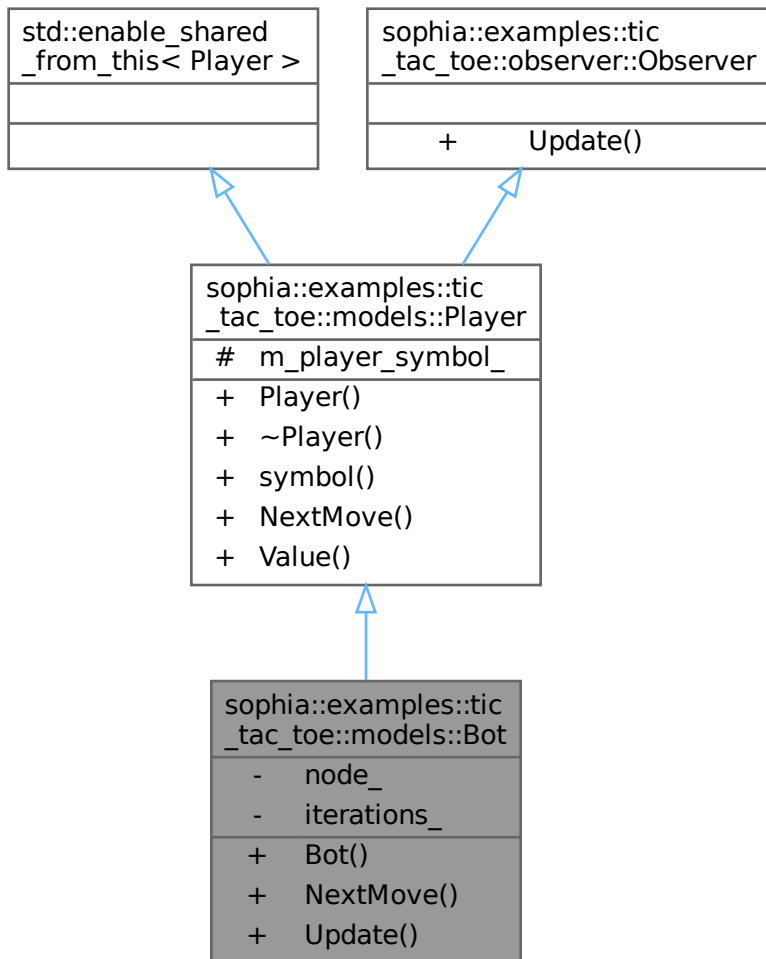 std::enable_shared
_from_this< Player >
sophia::examples::tic
_tac_toe::observer::Observer
+ Update()
sophia::examples::tic
_tac_toe::models::Player
# m_player_symbol_
+ Player()
+ ~Player()
+ symbol()
+ NextMove()
+ Value()
sophia::examples::tic
_tac_toe::models::Bot
- node_
- iterations_
+ Bot()
+ NextMove()
+ Update()